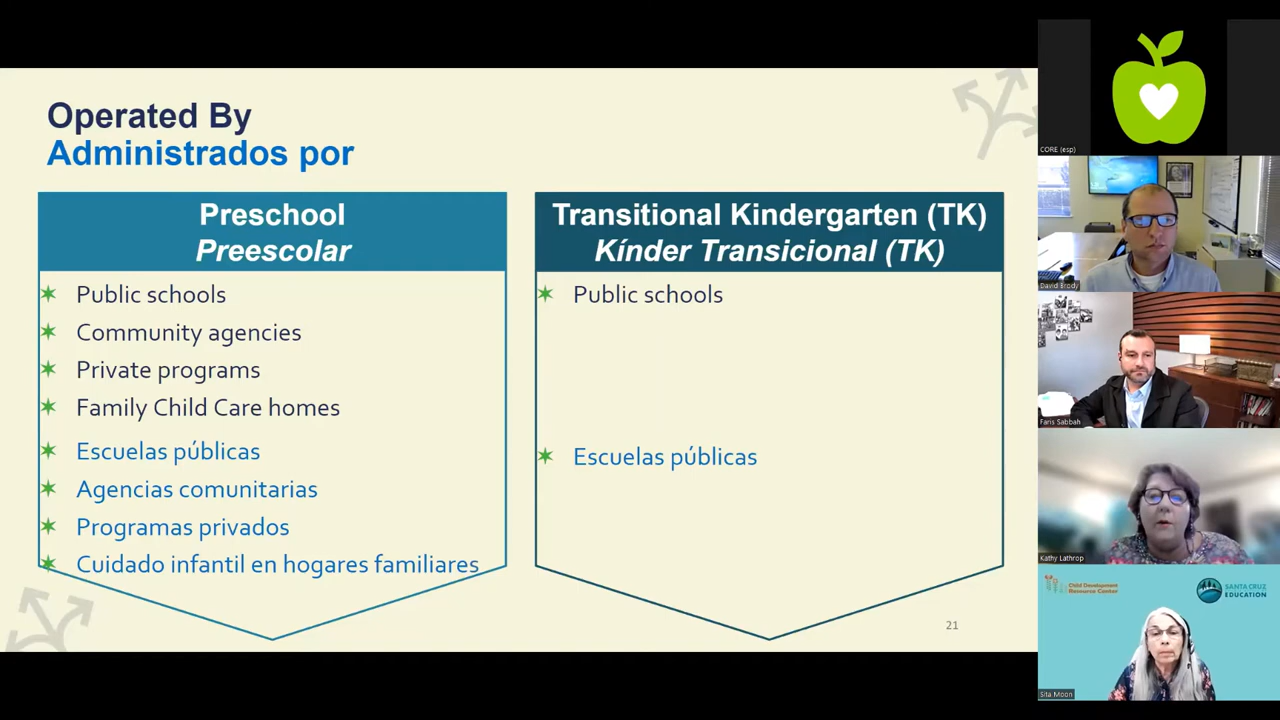 Operated By
Administrados por
Preschool
Preescolar
Public schools
Community agencies
Private programs
Family Child Care homes
Escuelas públicas
Agencias comunitarias
Programas privados
Cuidado infantil en hogares familiares
Transitional Kindergarten (TK)
Kínder Transicional (TK)
Public schools
Escuelas públicas
21
CORE (esp)
David Brody
Faris Sabbah
Kathy Lathrop
Child Development
Resource Center
SANTA CRUZ
EDUCATION
Sita Moon